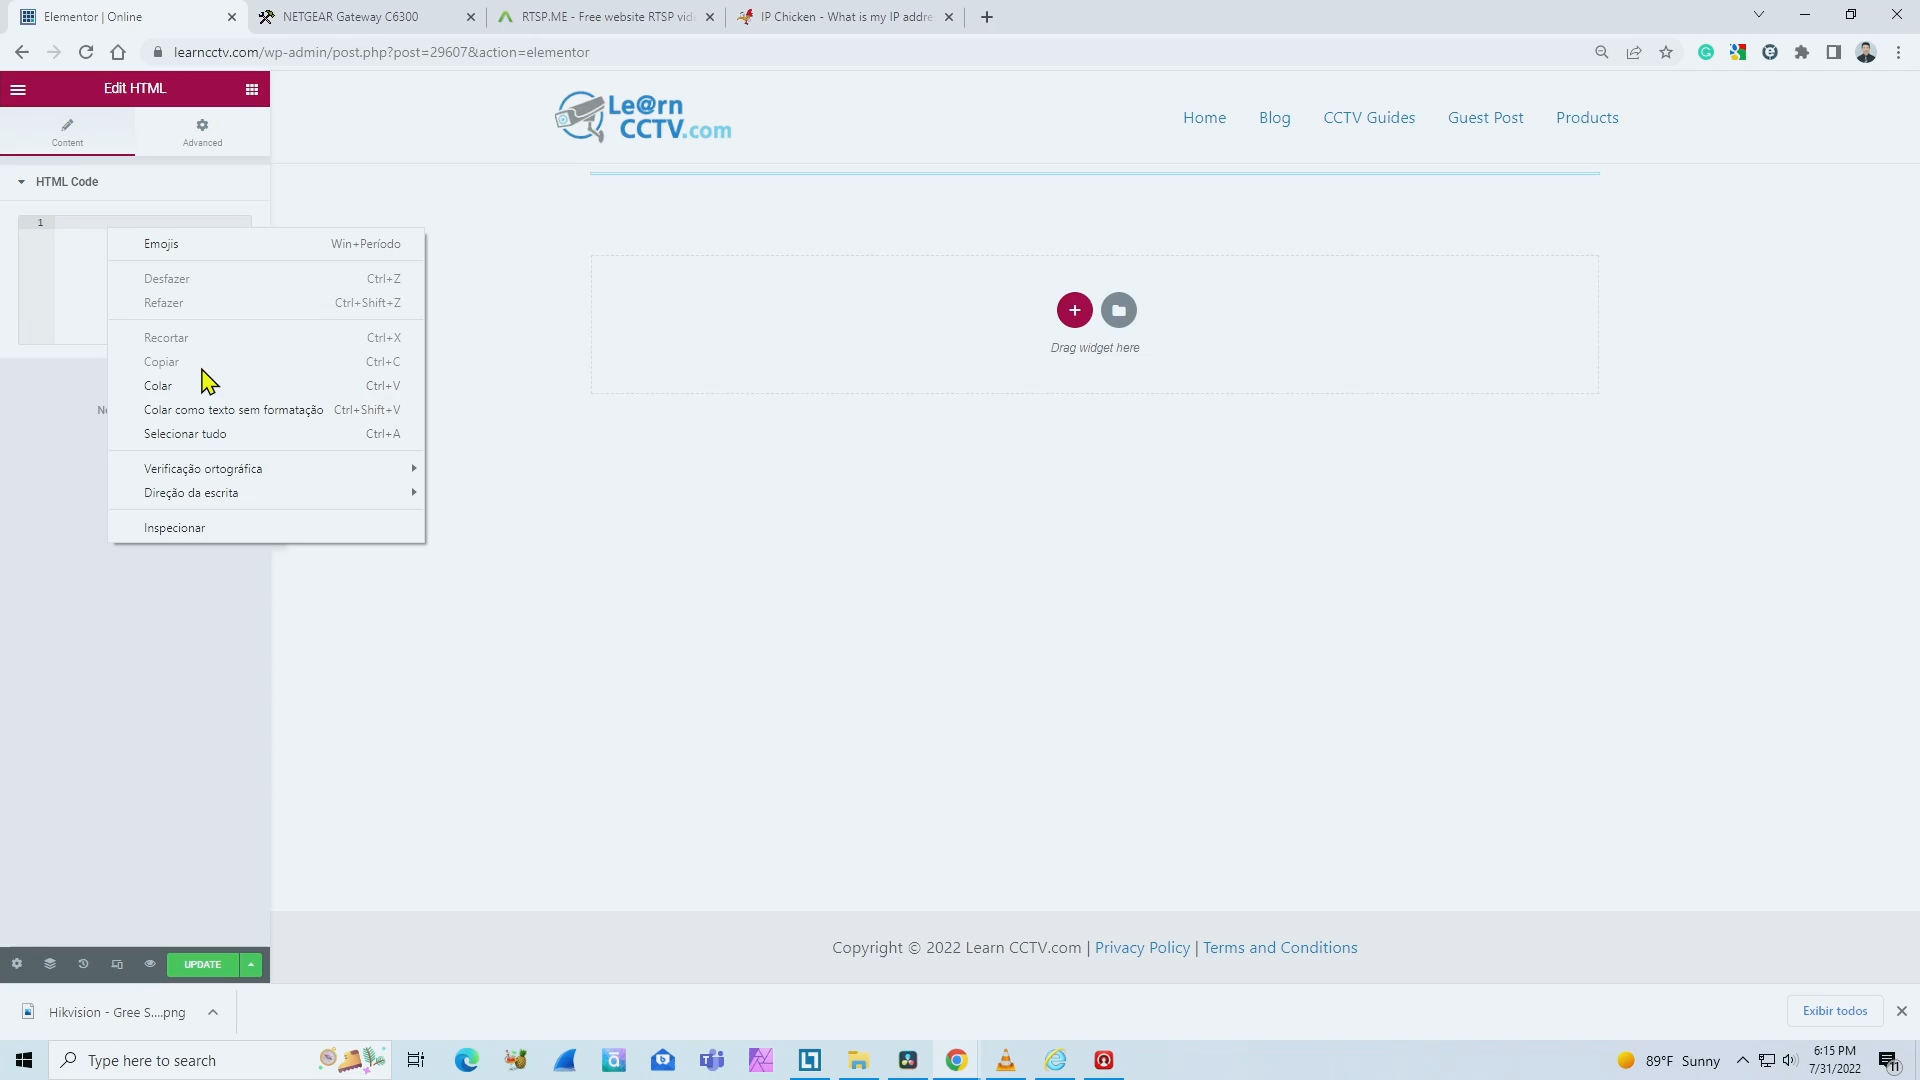 Elementor | Online
NETGEAR Gateway C6300
RTSP.ME - Free website RTSP vid
IP Chicken - What is my IP addre
learncctv.com/wp-admin/post.php?post=29607&action=elementor
Edit HTML
Content
Advanced
HTML Code
1
Le@rn
CCTV.com
Home
Blog
CCTV Guides
Guest Post
Products
Emojis Win+Período
Desfazer Ctrl+Z
Refazer Ctrl+Shift+Z
Recortar Ctrl+X
Copiar Ctrl+C
Colar Ctrl+V
Colar como texto sem formatação Ctrl+Shift+V
Selecionar tudo Ctrl+A
Verificação ortográfica
Direção da escrita
Inspecionar
Drag widget here
UPDATE
Copyright © 2022 Learn CCTV.com | Privacy Policy | Terms and Conditions
Hikvision - Gree S....png
Exibir todos
Type here to search
89°F Sunny
6:15 PM
7/31/2022
11